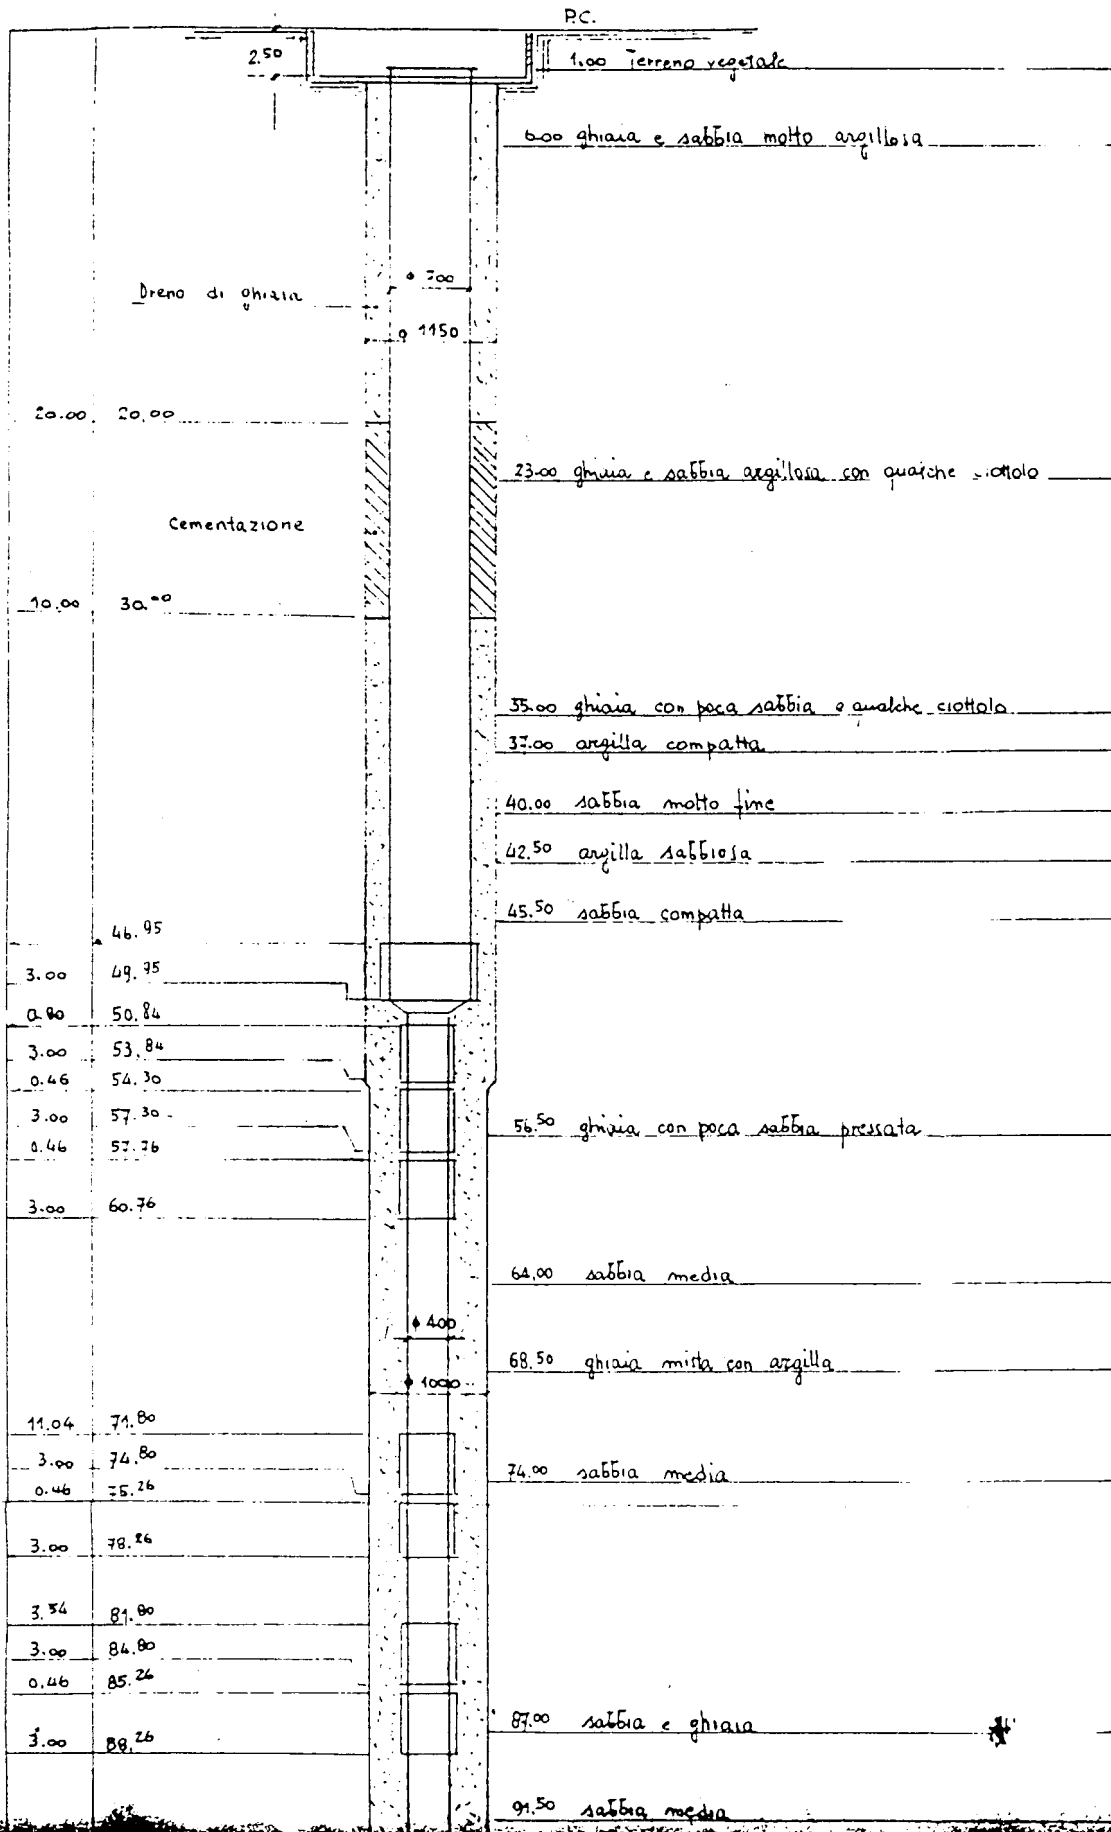 P.C.
2.50
1.00 Terreno vegetale
6.00 ghiaia e sabbia molto argillosa
ϕ 700
Dreno di ghiaia
ϕ 1150
20.00 20.00
23.00 ghiaia e sabbia argillosa con qualche ciottolo
Cementazione
10.00 30.00
35.00 ghiaia con poca sabbia e qualche ciottolo
37.00 argilla compatta
40.00 sabbia molto fine
42.50 argilla sabbiosa
45.50 sabbia compatta
46.95
3.00 49.95
0.80 50.84
3.00 53.84
0.46 54.30
3.00 57.30
56.50 ghiaia con poca sabbia pressata
0.46 57.76
3.00 60.76
64.00 sabbia media
ϕ 400
68.50 ghiaia mista con argilla
ϕ 1000
11.04 71.80
3.00 74.80
74.00 sabbia media
0.46 75.26
3.00 78.26
3.54 81.80
3.00 84.80
0.46 85.26
87.00 sabbia e ghiaia
3.00 88.26
91.50 sabbia media